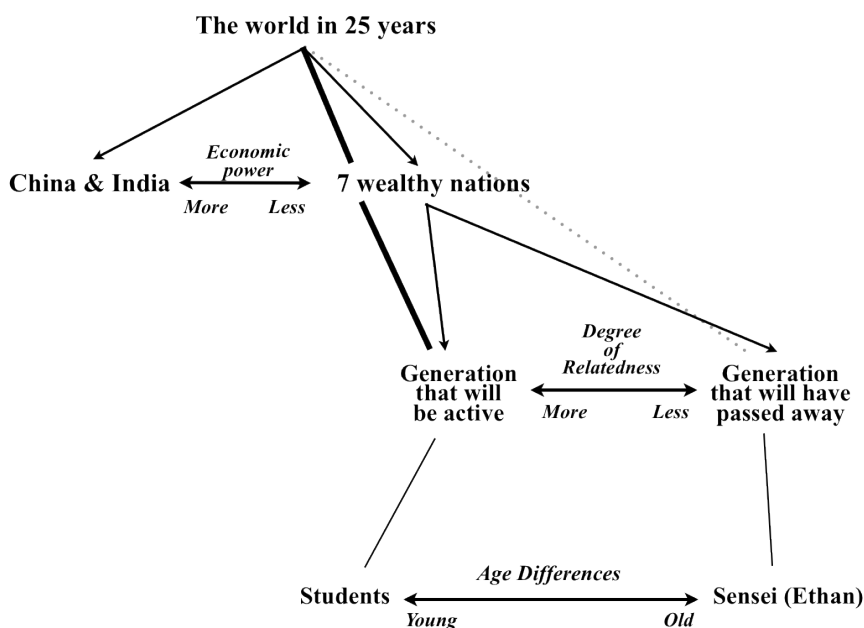 The world in 25 years
Economic
power
China & India
7 wealthy nations
More Less
Degree
of
Relatedness
Generation
that will
be active
Generation
that will have
passed away
More Less
Age Differences
Students
Sensei (Ethan)
Young Old